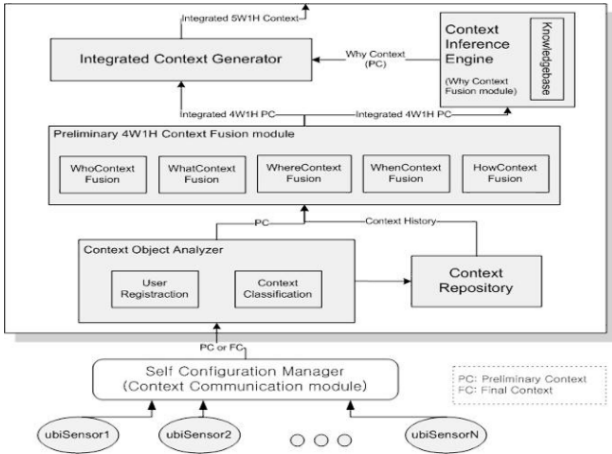 Integrated 5W1H Context
Integrated Context Generator
Why Context
(PC)
Context
Inference
Engine
(Why Context
Fusion module)
Knowledgebase
Integrated 4W1H PC
Integrated 4W1H PC
Preliminary 4W1H Context Fusion module
WhoContext
Fusion
WhatContext
Fusion
WhereContext
Fusion
WhenContext
Fusion
HowContext
Fusion
PC
Context History
Context Object Analyzer
User
Registraction
Context
Classification
Context
Repository
PC or FC
Self Configuration Manager
(Context Communication module)
PC: Preliminary Context
FC: Final Context
ubiSensor1
ubiSensor2
ubiSensorN